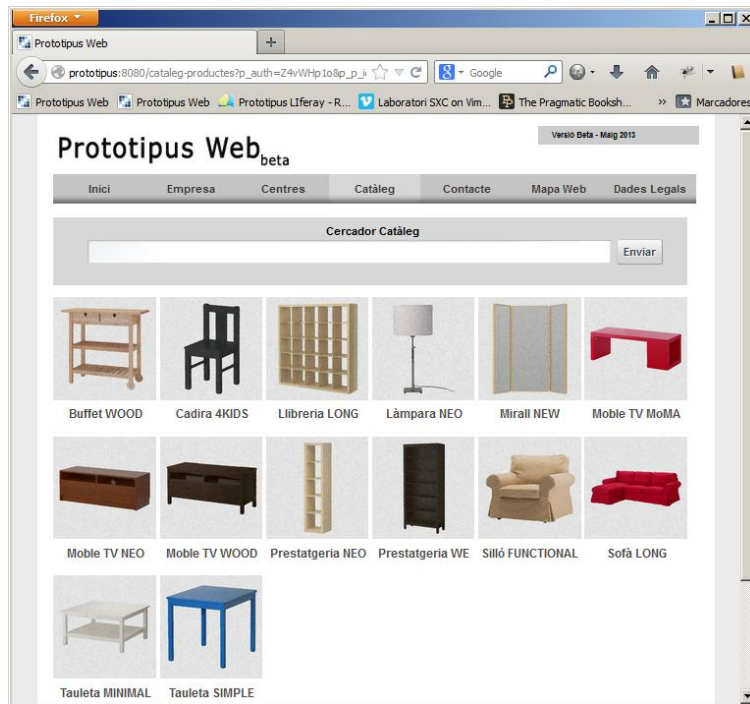 Firefox
Prototipus Web
prototipus:8080/cataleg-productes?p_auth=Z4vWHp1o&p_p_i
Google
Prototipus Web
Prototipus Web
Prototipus LIferay - R...
Laboratori SXC on Vim...
The Pragmatic Booksh...
»
Marcadores
Prototipus Web beta
Versió Beta - Maig 2013
Inici
Empresa
Centres
Catàleg
Contacte
Mapa Web
Dades Legals
Cercador Catàleg
Enviar
Buffet WOOD
Cadira 4KIDS
Llibreria LONG
Làmpara NEO
Mirall NEW
Moble TV MoMA
Moble TV NEO
Moble TV WOOD
Prestatgeria NEO
Prestatgeria WE
Silló FUNCTIONAL
Sofà LONG
Tauleta MINIMAL
Tauleta SIMPLE